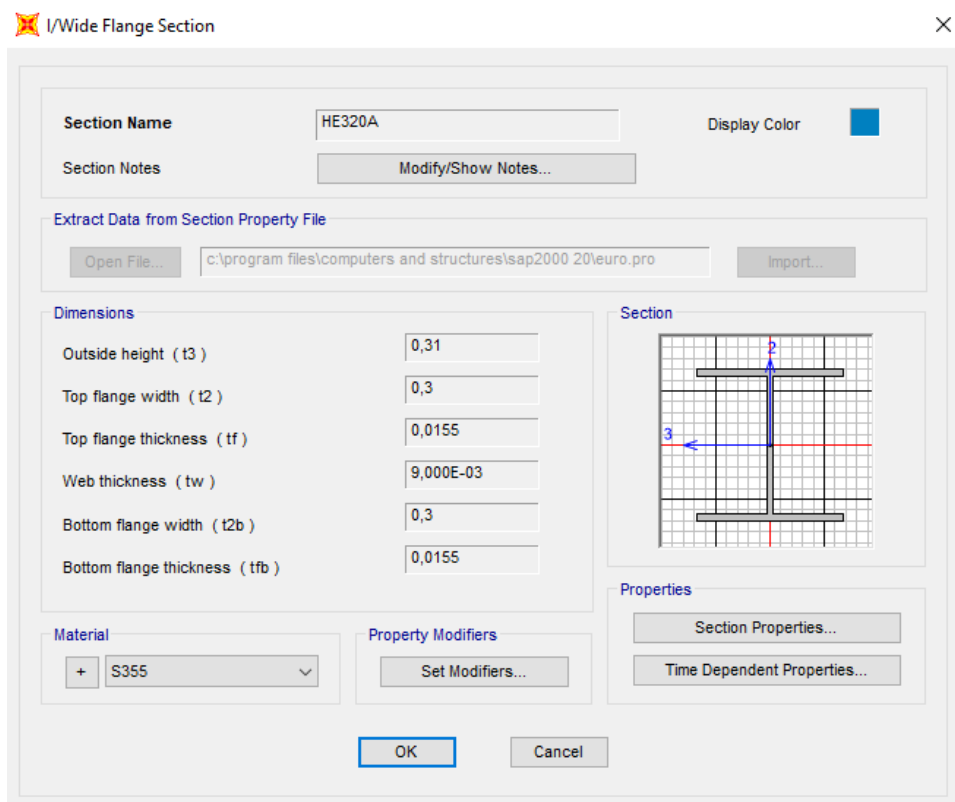 I/Wide Flange Section
Section Name HE320A Display Color
Section Notes Modify/Show Notes...
Extract Data from Section Property File
Open File... c:\program files\computers and structures\sap2000 20\euro.pro Import...
Dimensions
Outside height ( t3 ) 0,31
Top flange width ( t2 ) 0,3
Top flange thickness ( tf ) 0,0155
Web thickness ( tw ) 9,000E-03
Bottom flange width ( t2b ) 0,3
Bottom flange thickness ( tfb ) 0,0155
Section
2
3
Material
+ S355
Property Modifiers
Set Modifiers...
Properties
Section Properties...
Time Dependent Properties...
OK Cancel